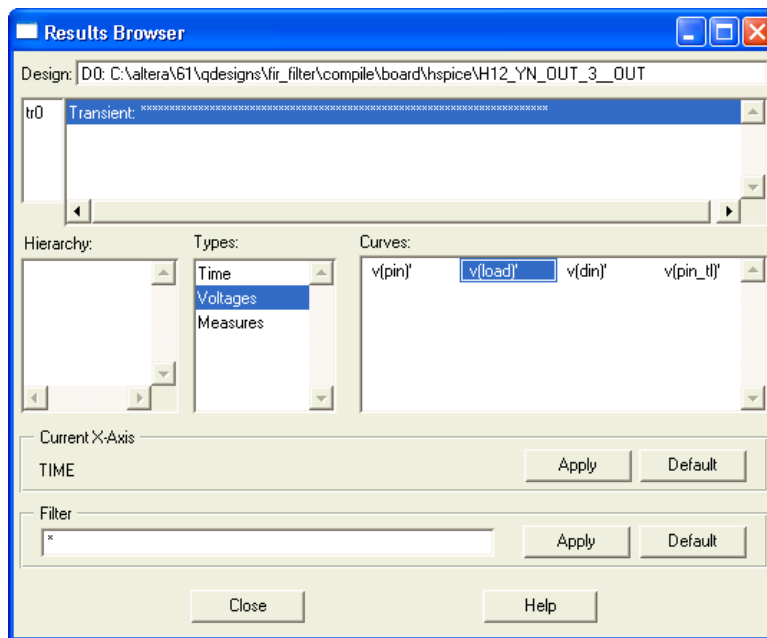 Results Browser
Design: D0: C:\altera\61\qdesigns\fir_filter\compile\board\hspice\H12_YN_OUT_3__OUT
tr0 Transient: ************************************************************************
Hierarchy: Types: Curves:
Time v(pin)' v(load)' v(din)' v(pin_tl)'
Voltages
Measures
Current X-Axis
TIME Apply Default
Filter
* Apply Default
Close Help